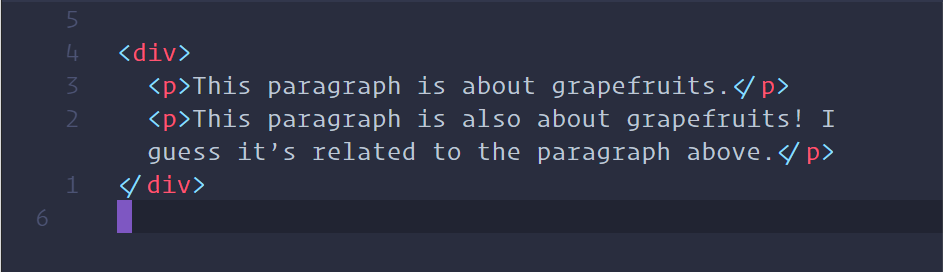 5
4 <div>
3 <p>This paragraph is about grapefruits.</p>
2 <p>This paragraph is also about grapefruits! I
guess it’s related to the paragraph above.</p>
1 </div>
6